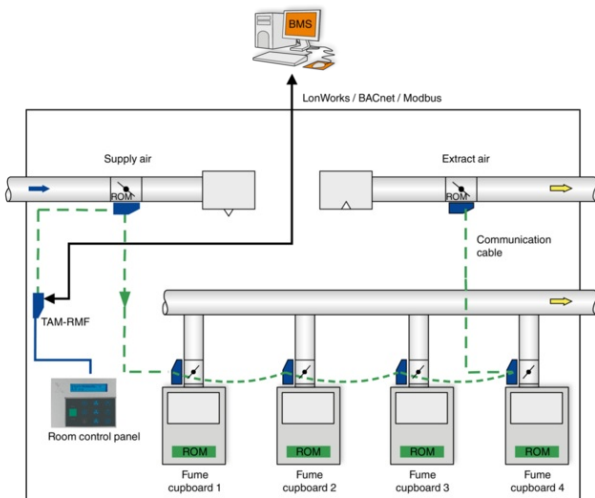 BMS
LonWorks / BACnet / Modbus
Supply air
Extract air
ROM
ROM
Communication
cable
TAM-RMF
Room control panel
ROM
ROM
ROM
ROM
Fume
cupboard 1
Fume
cupboard 2
Fume
cupboard 3
Fume
cupboard 4